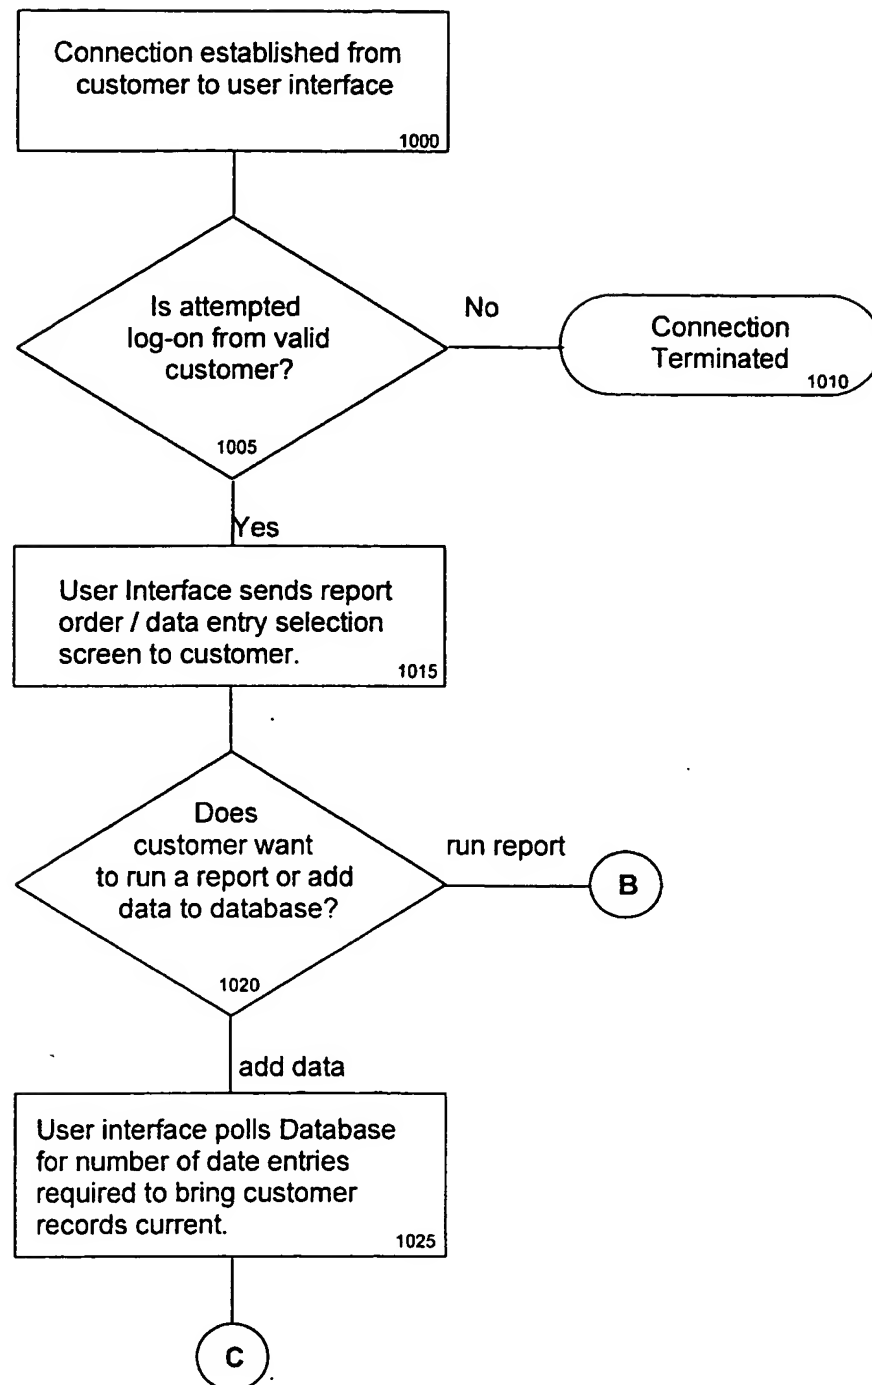 Connection established from
customer to user interface
1000
Is attempted
log-on from valid
customer?
1005
No
Connection
Terminated
1010
Yes
User Interface sends report
order / data entry selection
screen to customer.
1015
Does
customer want
to run a report or add
data to database?
1020
run report
B
add data
User interface polls Database
for number of date entries
required to bring customer
records current.
1025
C